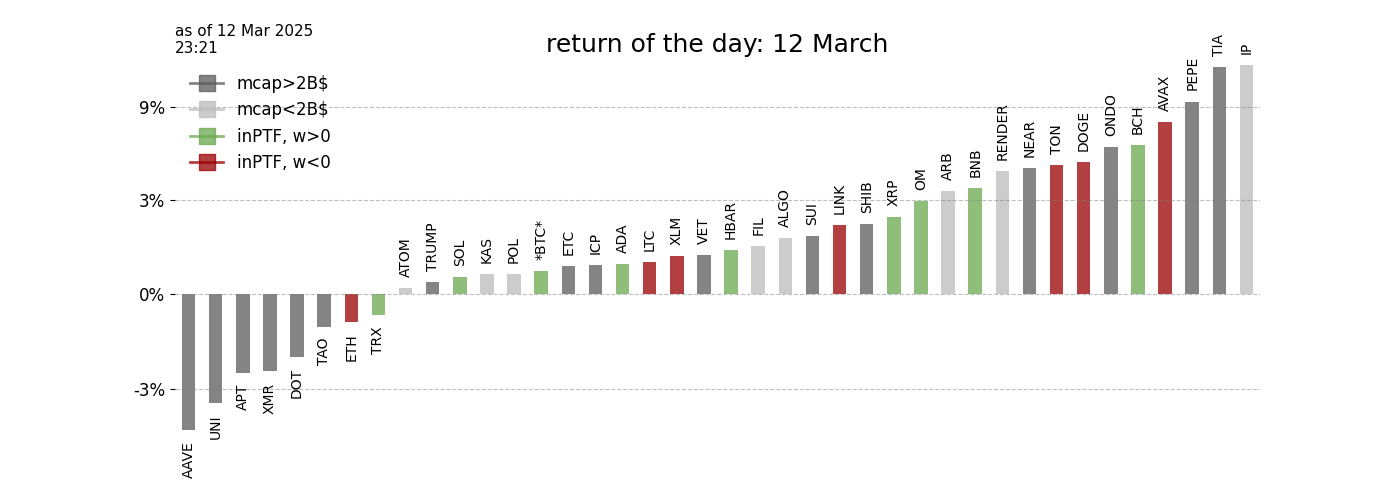 as of 12 Mar 2025
23:21
return of the day: 12 March
mcap>2B$
mcap<2B$
inPTF, w>0
inPTF, w<0
9%
3%
0%
-3%
AAVE
UNI
APT
XMR
DOT
TAO
ETH
TRX
ATOM
TRUMP
SOL
KAS
POL
*BTC*
ETC
ICP
ADA
LTC
XLM
VET
HBAR
FIL
ALGO
SUI
LINK
SHIB
XRP
OM
ARB
BNB
RENDER
NEAR
TON
DOGE
ONDO
BCH
AVAX
PEPE
TIA
IP